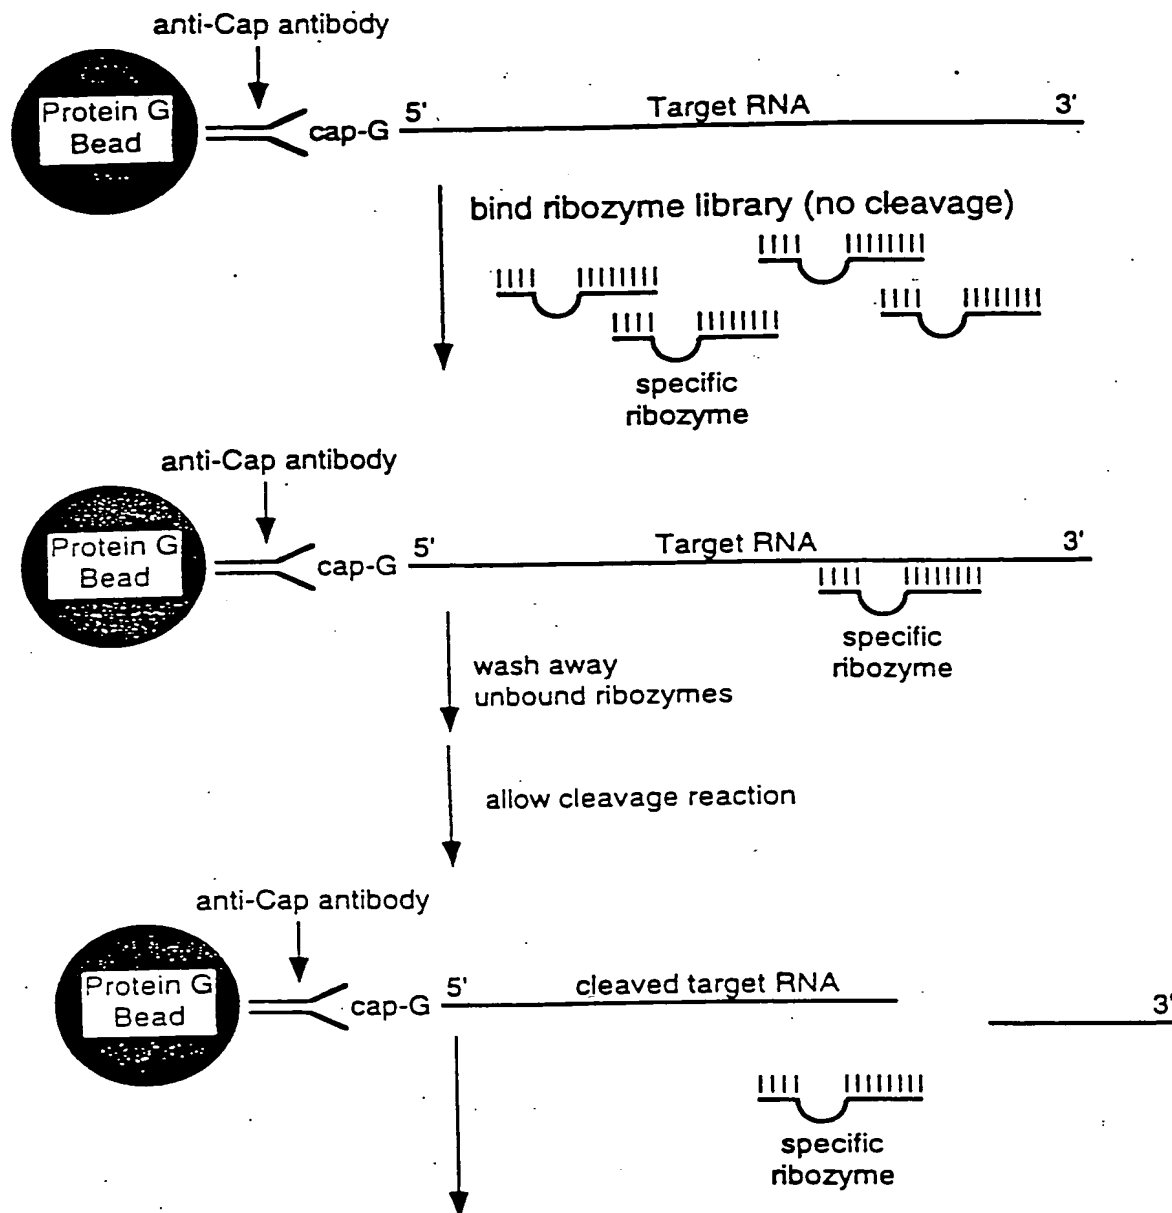 anti-Cap antibody
Protein G
Bead
cap-G
5'
Target RNA
3'
bind ribozyme library (no cleavage)
specific
ribozyme
anti-Cap antibody
Protein G
Bead
cap-G
5'
Target RNA
3'
specific
ribozyme
wash away
unbound ribozymes
allow cleavage reaction
anti-Cap antibody
Protein G
Bead
cap-G
5'
cleaved target RNA
3'
specific
ribozyme